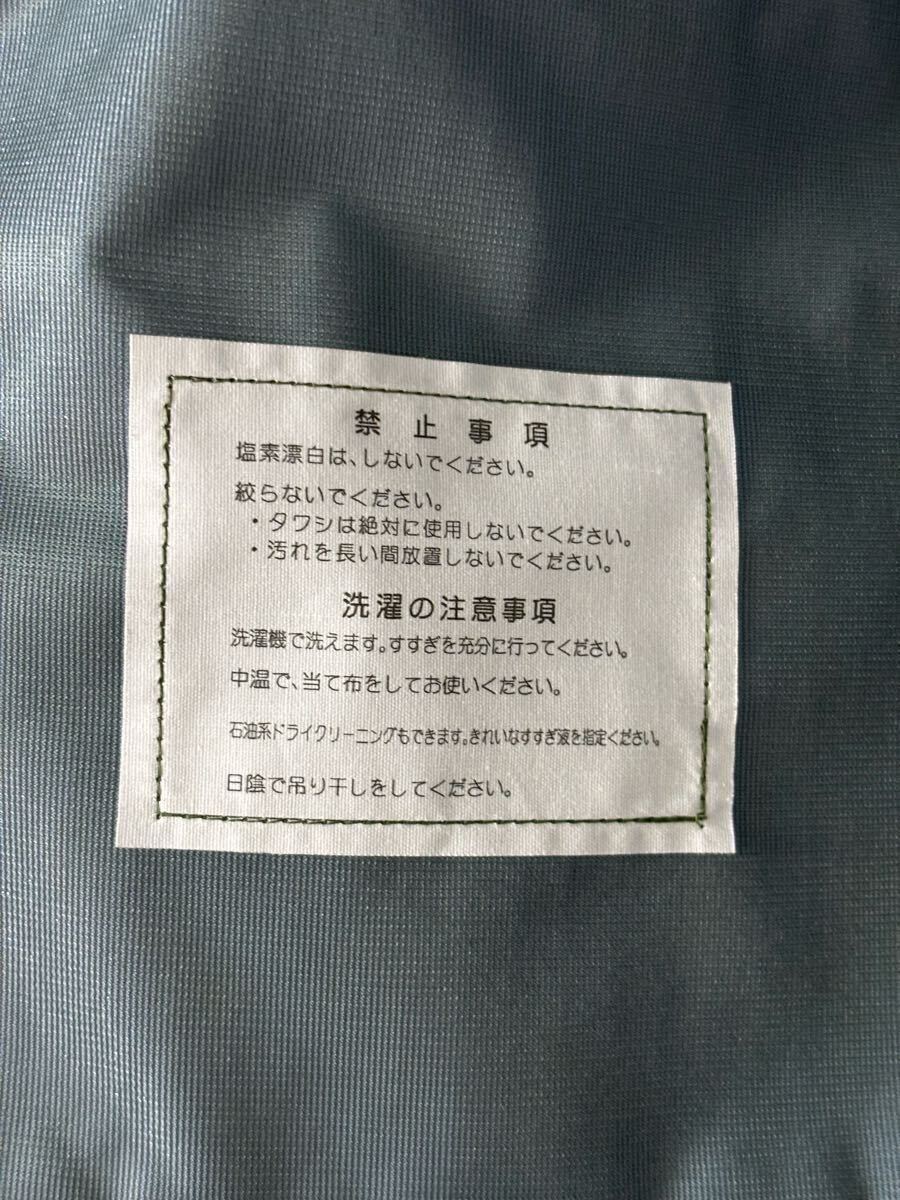 禁止事項
塩素漂白は、しないでください。
絞らないでください。
・タワシは絶対に使用しないでください。
・汚れを長い間放置しないでください。
洗濯の注意事項
洗濯機で洗えます。すすぎを充分に行ってください。
中温で、当て布をしてお使いください。
石油系ドライクリーニングもできます。きれいなすすぎ液を指定ください。
日陰で吊り干しをしてください。